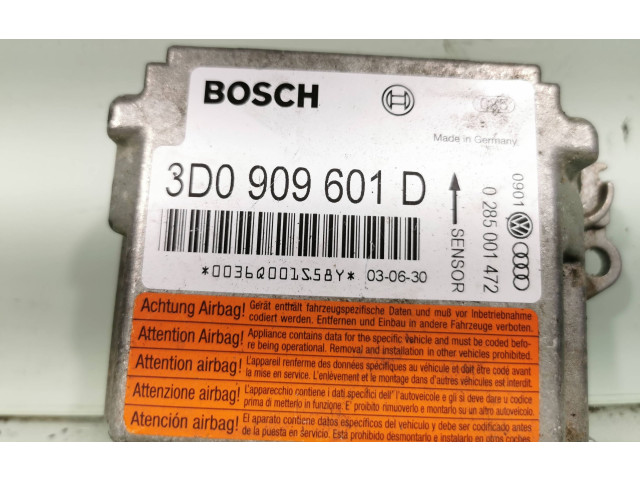 BOSCH
Made in Germany
3D0 909 601 D
*0036Q001S58Y* 03-06-30
SENSOR
0 285 001 472
0901
Achtung Airbag! Gerät enthält fahrzeugspezifische Daten und muß vor Inbetriebnahme
codiert werden. Entfernen und Einbau in andere Fahrzeuge verboten.
Attention Airbag! Appliance contains data for the specific vehicle and must be coded befo-
re being operational. Removal and installation in other vehicles prohibited.
Attention airbag! L'appareil renferme des données spécifiques au véhicule et doit être codé avant
la mise en service. L'enlèvement et le montage dans d'autres véhicules est interdit.
Attenzione airbag! L'apparecchio contiene i dati specifici dell' l'autoveicolo e gli si deve dare u codice
prima di metterlo in funzione. E' proibito rimuoverlo e montarlo su un altro autoveicolo
Atención airbag! El aparato contiene datos específicos del vehículo y debe ser codificado antes
de la puesta en servicio. Está prohibido desmontarlo e instalarlo en otros coches